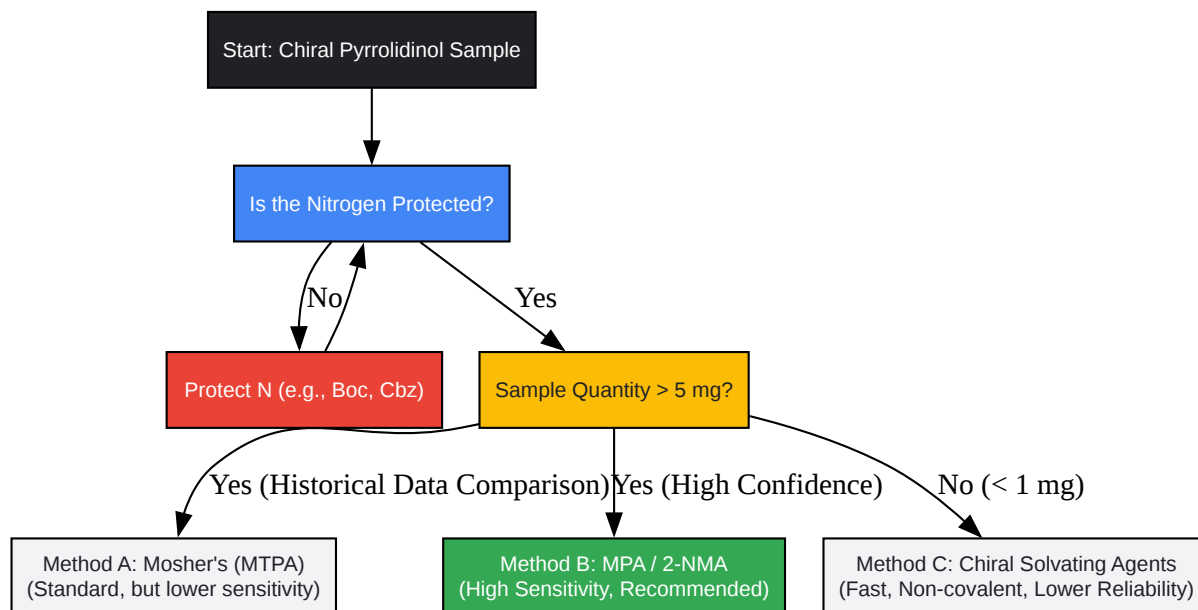 Start: Chiral Pyrrolidinol Sample
Is the Nitrogen Protected?
No
Yes
Protect N (e.g., Boc, Cbz)
Sample Quantity > 5 mg?
Yes (Historical Data Comparison)
Yes (High Confidence)
No (< 1 mg)
Method A: Mosher's (MTPA)
(Standard, but lower sensitivity)
Method B: MPA / 2-NMA
(High Sensitivity, Recommended)
Method C: Chiral Solvating Agents
(Fast, Non-covalent, Lower Reliability)